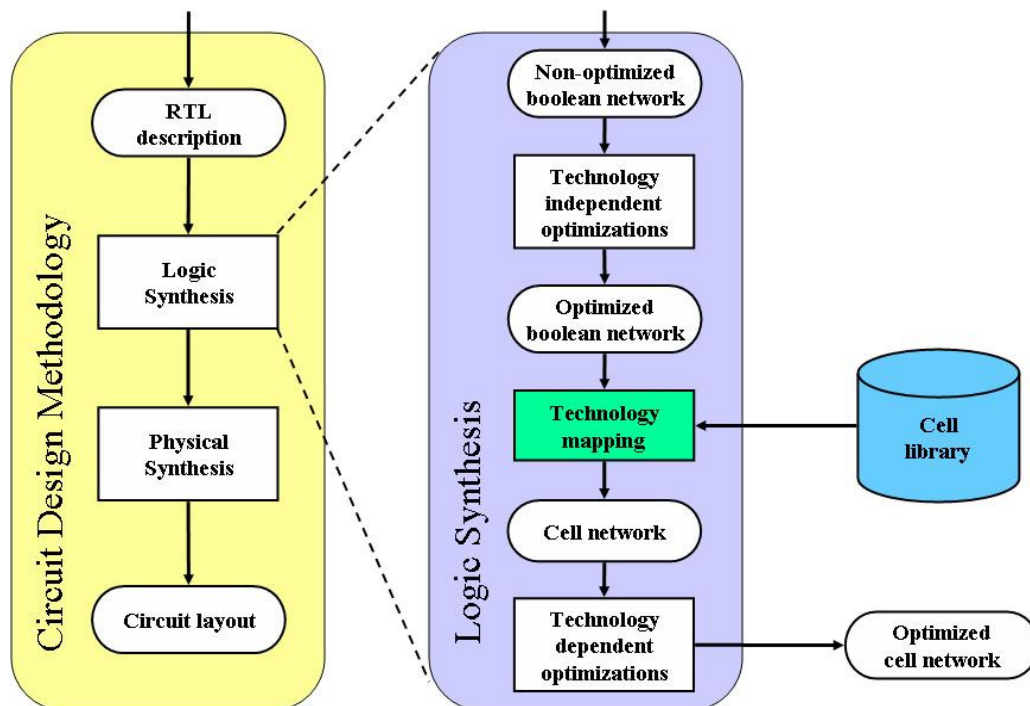 Circuit Design Methodology
RTL
description
Logic
Synthesis
Physical
Synthesis
Circuit layout
Logic Synthesis
Non-optimized
boolean network
Technology
independent
optimizations
Optimized
boolean network
Technology
mapping
Cell
library
Cell network
Technology
dependent
optimizations
Optimized
cell network